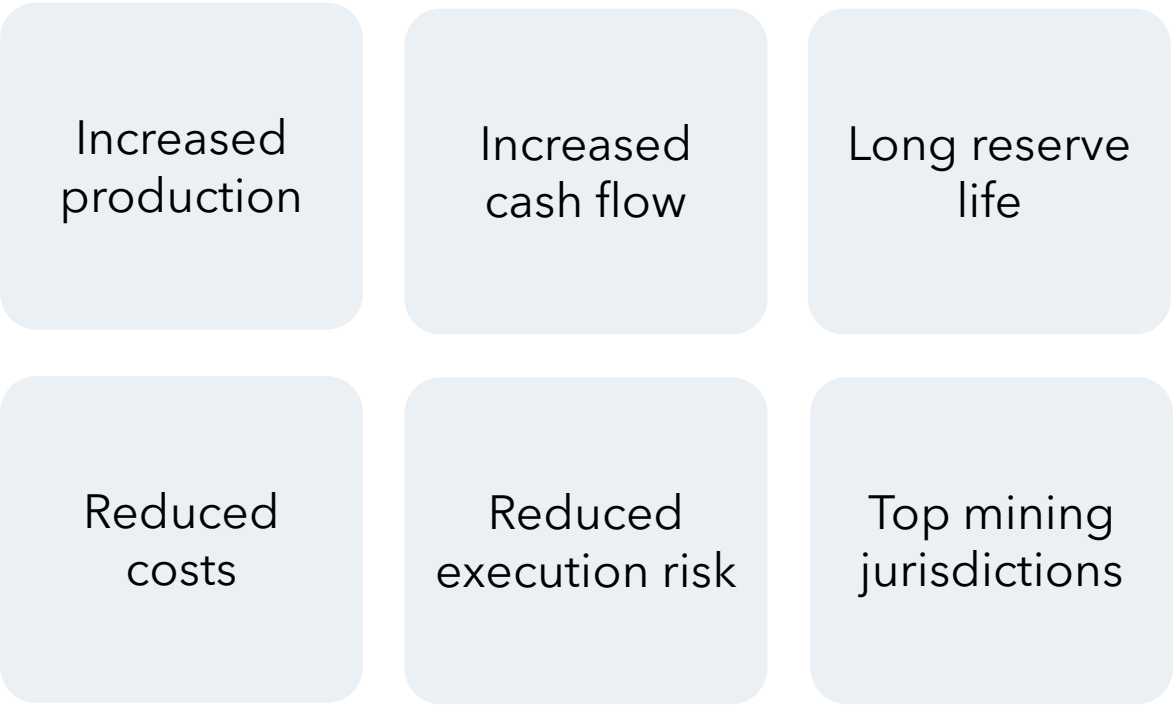 Increased
production
Increased
cash flow
Long reserve
life
Reduced
costs
Reduced
execution risk
Top mining
jurisdictions